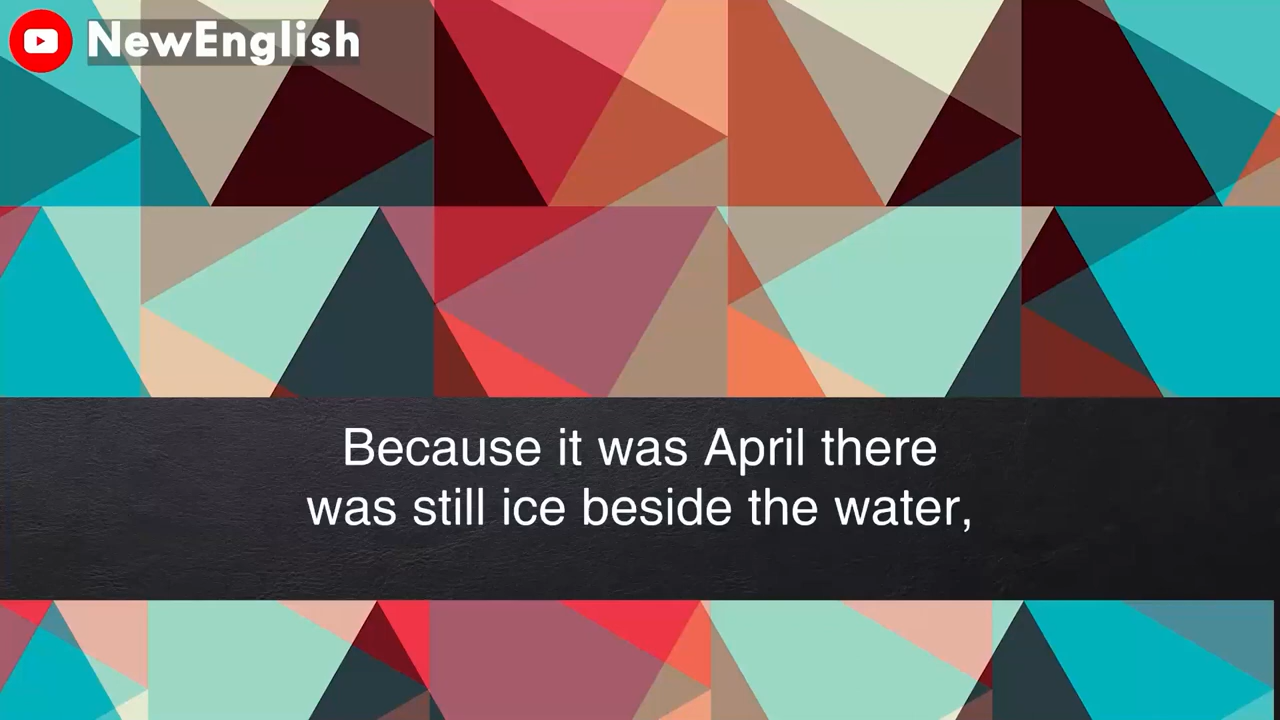 NewEnglish
Because it was April there
was still ice beside the water,